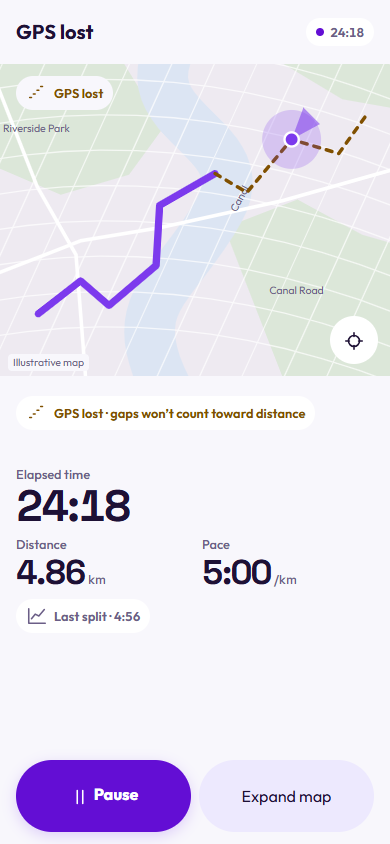 GPS lost
24:18
GPS lost
Riverside Park
Canal
Canal Road
Illustrative map
GPS lost · gaps won’t count toward distance
Elapsed time
24:18
Distance
4.86 km
Pace
5:00 /km
Last split · 4:56
Pause
Expand map